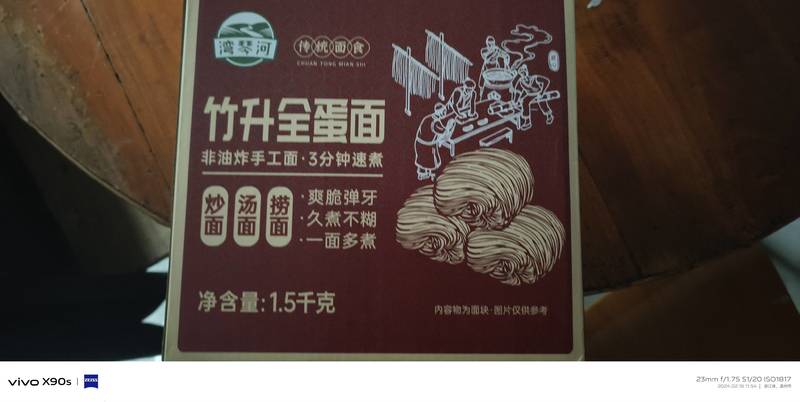 湾琴河
传统面食
CHUAN TONG MIAN SHI
竹升全蛋面
非油炸手工面·3分钟速煮
炒面 汤面 捞面
·爽脆弹牙
·久煮不糊
·一面多煮
净含量:1.5千克
内容物为面块·图片仅供参考
vivo X90s | ZEISS
23mm f/1.75 S1/20 ISO1817